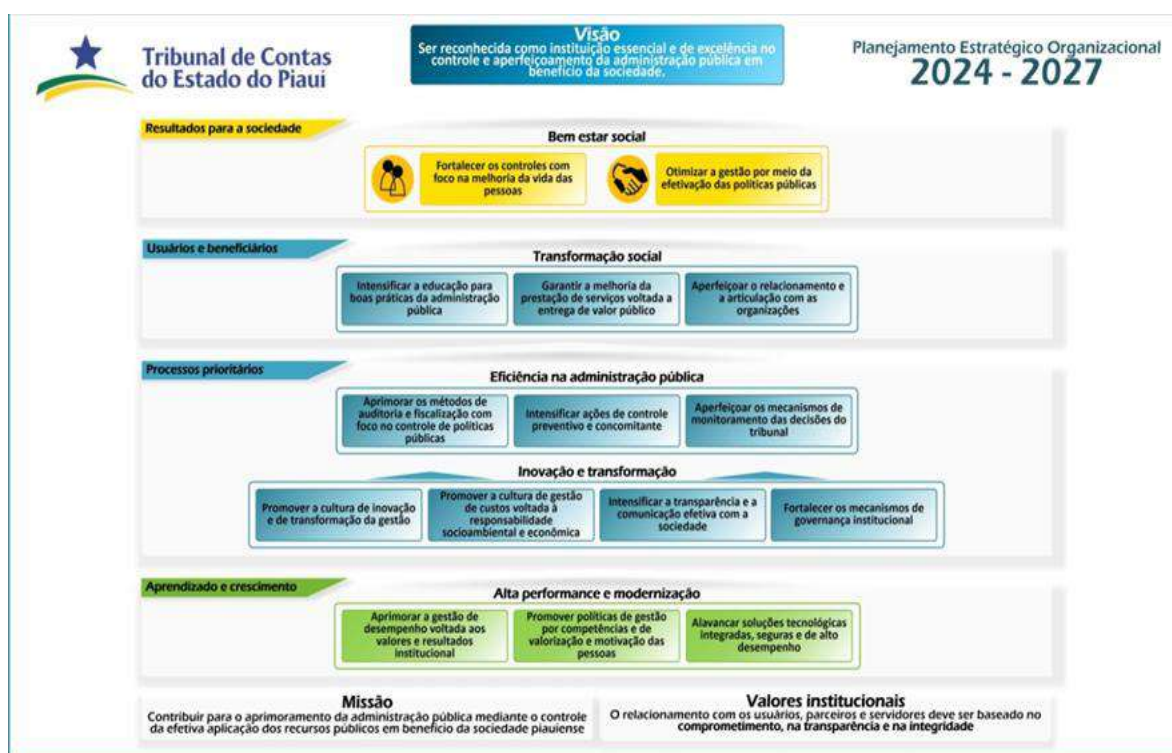 Tribunal de Contas
do Estado do Piauí
Visão
Ser reconhecida como instituição essencial e de excelência no
controle e aperfeiçoamento da administração pública em
benefício da sociedade.
Planejamento Estratégico Organizacional
2024 - 2027
Resultados para a sociedade
Bem estar social
Fortalecer os controles com
foco na melhoria da vida das
pessoas
Otimizar a gestão por meio da
efetivação das políticas públicas
Usuários e beneficiários
Transformação social
Intensificar a educação para
boas práticas da administração
pública
Garantir a melhoria da
prestação de serviços voltada a
entrega de valor público
Aperfeiçoar o relacionamento e
a articulação com as
organizações
Processos prioritários
Eficiência na administração pública
Aprimorar os métodos de
auditoria e fiscalização com
foco no controle de políticas
públicas
Intensificar ações de controle
preventivo e concomitante
Aperfeiçoar os mecanismos de
monitoramento das decisões do
tribunal
Inovação e transformação
Promover a cultura de inovação
e de transformação da gestão
Promover a cultura de gestão
de custos voltada à
responsabilidade
socioambiental e econômica
Intensificar a transparência e a
comunicação efetiva com a
sociedade
Fortalecer os mecanismos de
governança institucional
Aprendizado e crescimento
Alta performance e modernização
Aprimorar a gestão de
desempenho voltada aos
valores e resultados
institucional
Promover políticas de gestão
por competências e de
valorização e motivação das
pessoas
Alavancar soluções tecnológicas
integradas, seguras e de alto
desempenho
Missão
Contribuir para o aprimoramento da administração pública mediante o controle
da efetiva aplicação dos recursos públicos em benefício da sociedade piauiense
Valores institucionais
O relacionamento com os usuários, parceiros e servidores deve ser baseado no
comprometimento, na transparência e na integridade